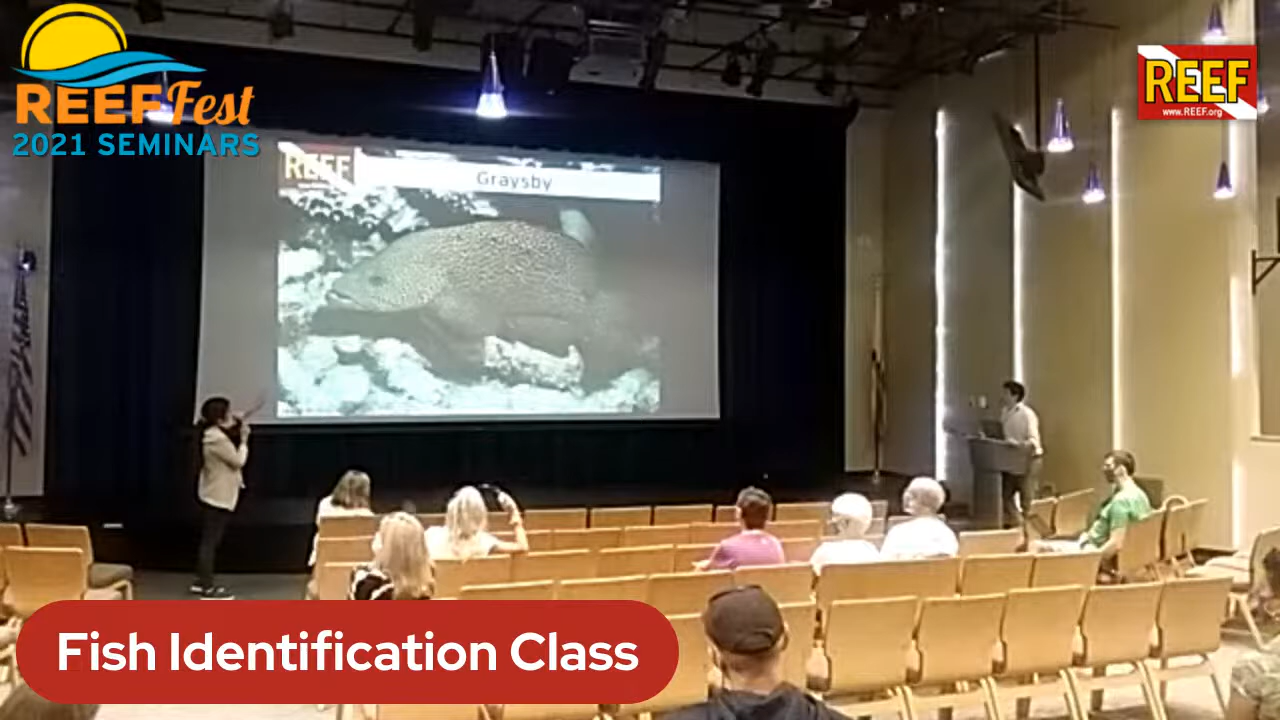 REEF Fest
2021 SEMINARS
REEF
www.REEF.org
REEF
Graysby
Fish Identification Class